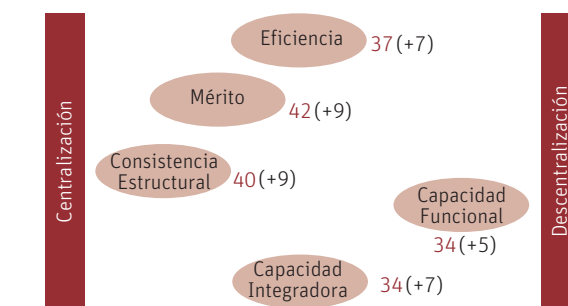 Centralización
Eficiencia
37(+7)
Mérito
42(+9)
Consistencia
Estructural
40(+9)
Capacidad
Funcional
34(+5)
Capacidad
Integradora
34(+7)
Descentralización